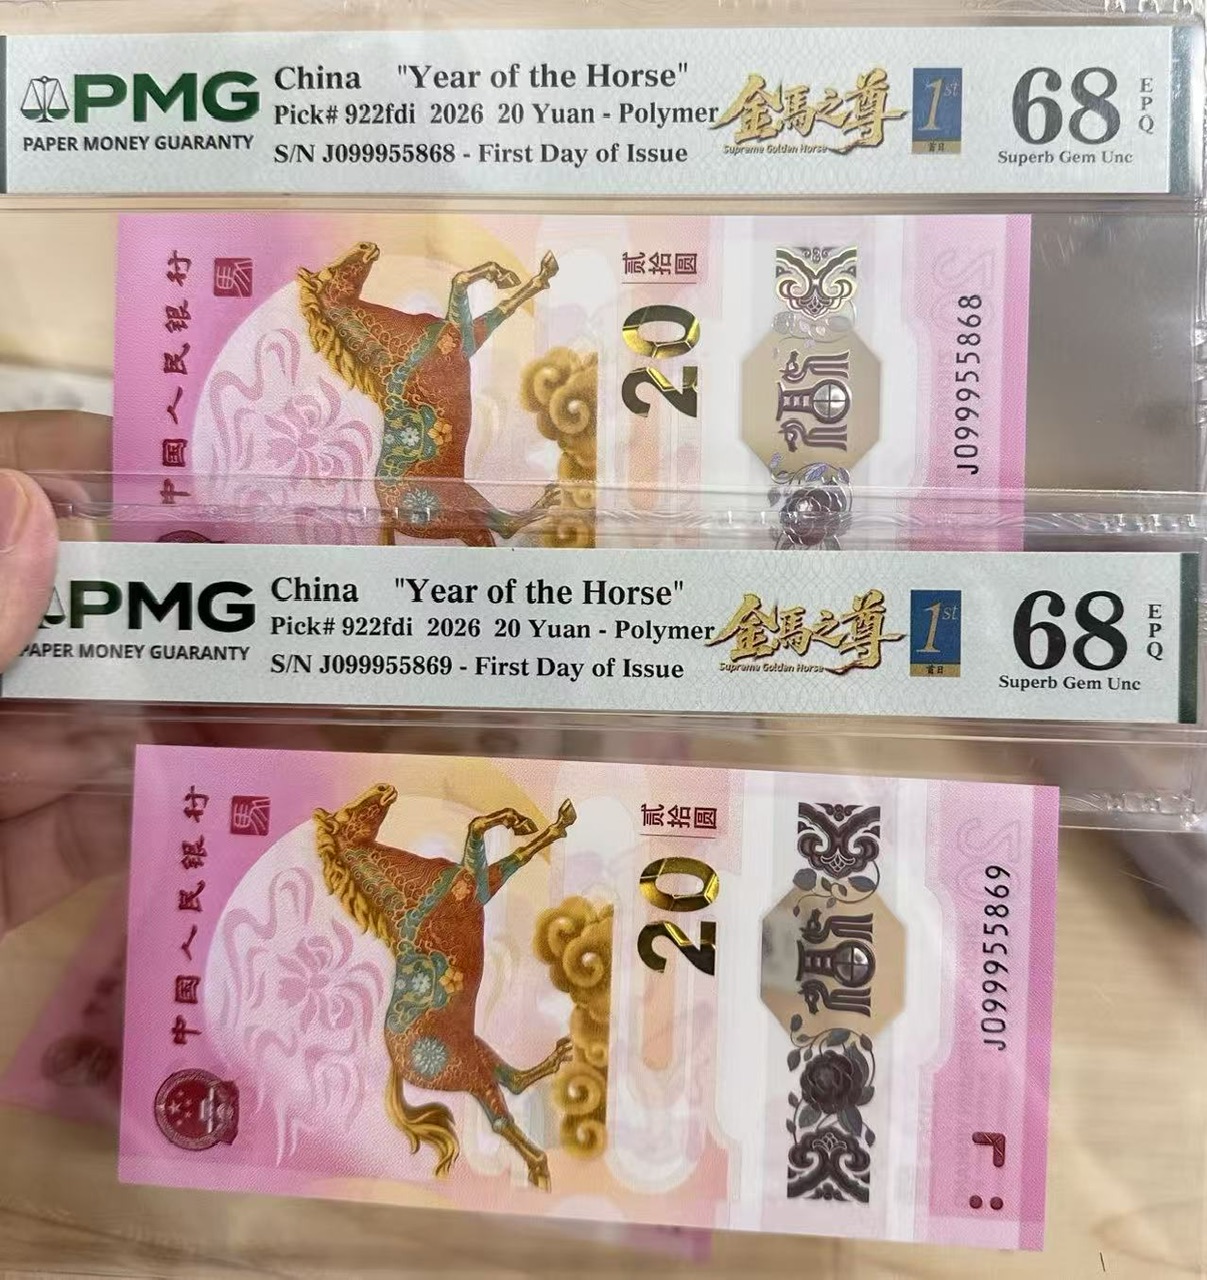 PMG
PAPER MONEY GUARANTY
China "Year of the Horse"
Pick# 922fdi 2026 20 Yuan - Polymer
S/N J099955868 - First Day of Issue
金馬之尊
Supreme Golden Horse
1st
首日
68
EPQ
Superb Gem Unc
中国人民银行
馬
贰拾圆
20
福
J099955868
PMG
PAPER MONEY GUARANTY
China "Year of the Horse"
Pick# 922fdi 2026 20 Yuan - Polymer
S/N J099955869 - First Day of Issue
金馬之尊
Supreme Golden Horse
1st
首日
68
EPQ
Superb Gem Unc
中国人民银行
馬
贰拾圆
20
福
J099955869